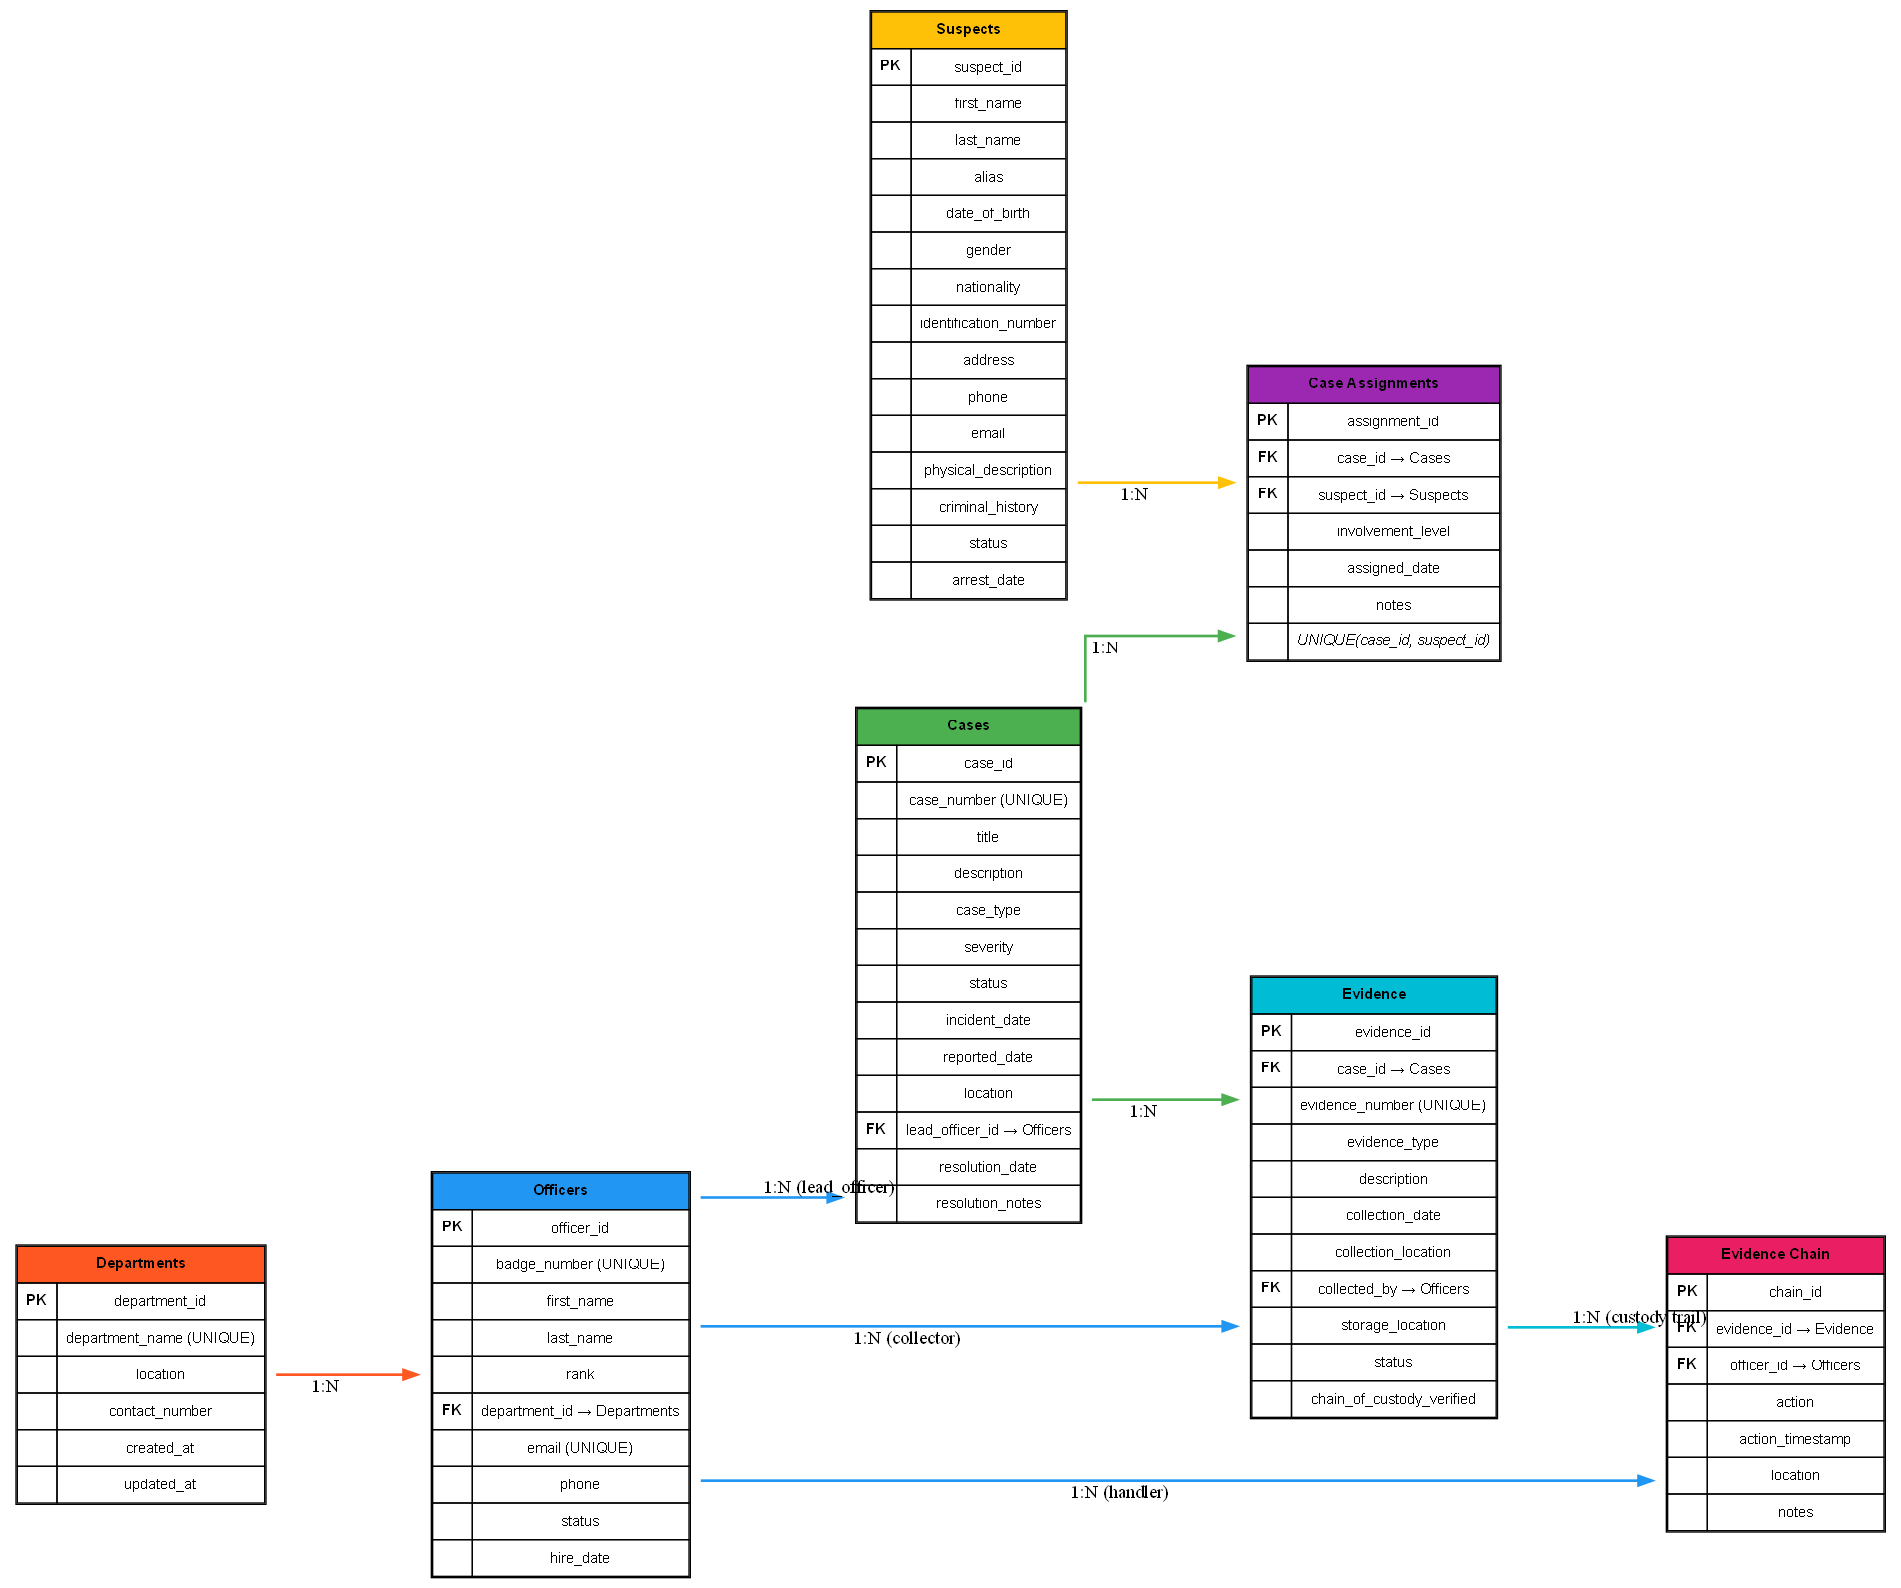 Suspects
PK suspect_id
first_name
last_name
alias
date_of_birth
gender
nationality
identification_number
address
phone
email
physical_description
criminal_history
status
arrest_date
1:N
Case Assignments
PK assignment_id
FK case_id → Cases
FK suspect_id → Suspects
involvement_level
assigned_date
notes
UNIQUE(case_id, suspect_id)
1:N
Cases
PK case_id
case_number (UNIQUE)
title
description
case_type
severity
status
incident_date
reported_date
location
FK lead_officer_id → Officers
resolution_date
resolution_notes
1:N
Evidence
PK evidence_id
FK case_id → Cases
evidence_number (UNIQUE)
evidence_type
description
collection_date
collection_location
FK collected_by → Officers
storage_location
status
chain_of_custody_verified
1:N (lead_officer)
Officers
PK officer_id
badge_number (UNIQUE)
first_name
last_name
rank
FK department_id → Departments
email (UNIQUE)
phone
status
hire_date
1:N (collector)
1:N (handler)
Departments
PK department_id
department_name (UNIQUE)
location
contact_number
created_at
updated_at
1:N
1:N (custody trail)
Evidence Chain
PK chain_id
FK evidence_id → Evidence
FK officer_id → Officers
action
action_timestamp
location
notes